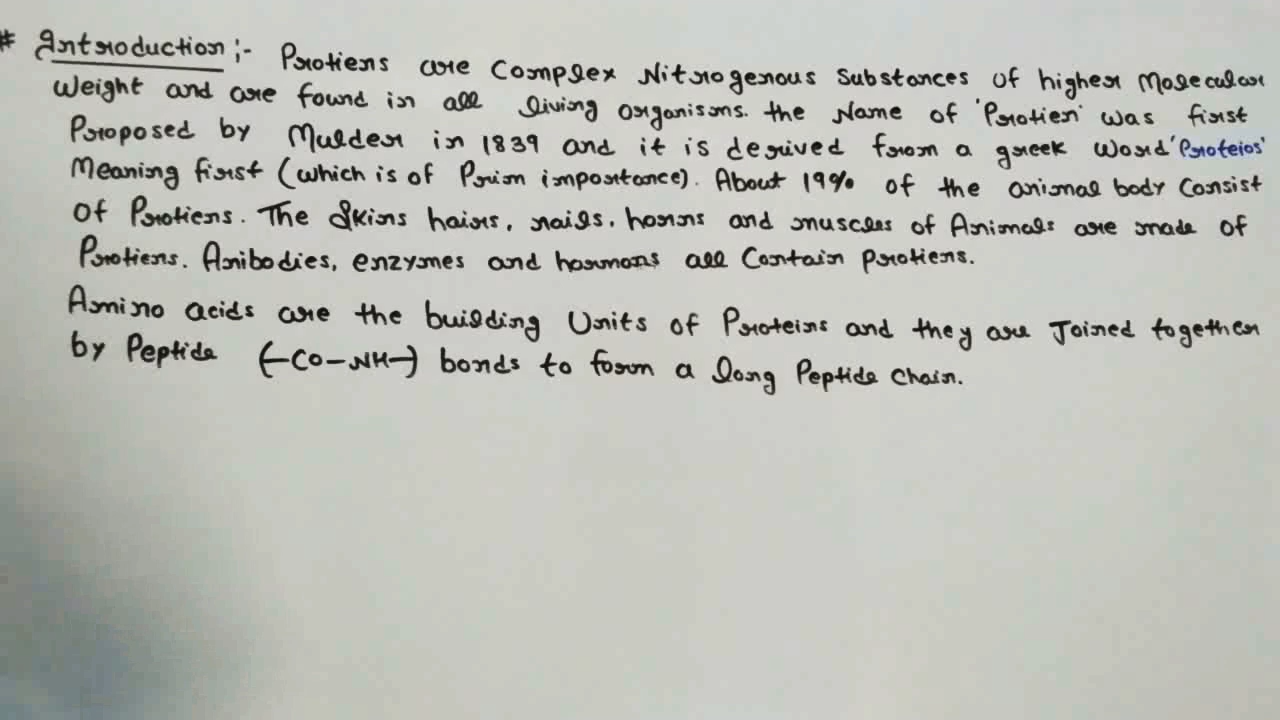 # Introduction :- Protiens are Complex Nitrogenous Substances of higher Molecular
Weight and are found in all living organisms. the Name of 'Protien' was first
Proposed by Mulder in 1839 and it is derived from a greek word 'Proteios'
Meaning first (which is of Prim importance). About 19% of the animal body Consist
Of Protiens. The Skins hairs, nails, horns and muscles of Animals are made of
Protiens. Anibodies, enzymes and harmons all Contain protiens.
Amino acids are the building Units of Proteins and they are Joined together
by Peptide (-CO-NH-) bonds to form a long Peptide Chain.